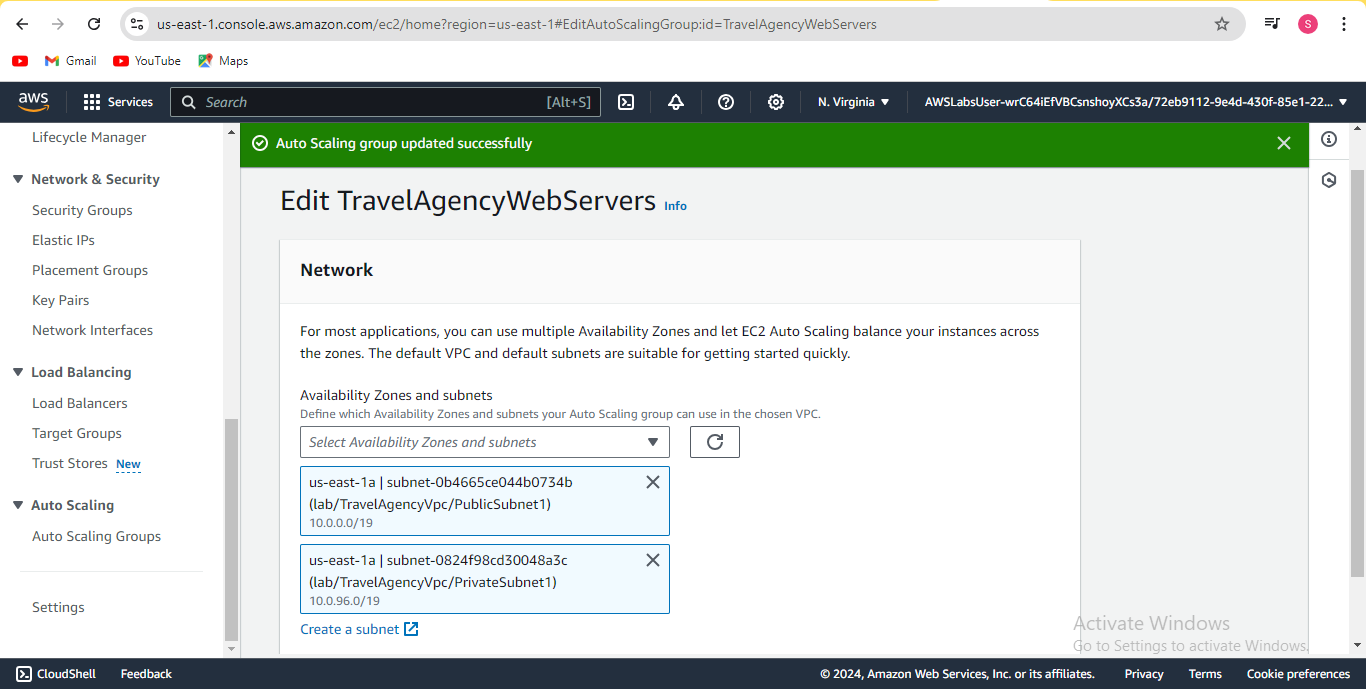 us-east-1.console.aws.amazon.com/ec2/home?region=us-east-1#EditAutoScalingGroup:id=TravelAgencyWebServers
S
Gmail
YouTube
Maps
aws
Services
Search
[Alt+S]
N. Virginia
AWSLabsUser-wrC64iEfVBCsnshoyXCs3a/72eb9112-9e4d-430f-85e1-22...
Lifecycle Manager
Network & Security
Security Groups
Elastic IPs
Placement Groups
Key Pairs
Network Interfaces
Load Balancing
Load Balancers
Target Groups
Trust Stores New
Auto Scaling
Auto Scaling Groups
Settings
Auto Scaling group updated successfully
Edit TravelAgencyWebServers Info
Network
For most applications, you can use multiple Availability Zones and let EC2 Auto Scaling balance your instances across
the zones. The default VPC and default subnets are suitable for getting started quickly.
Availability Zones and subnets
Define which Availability Zones and subnets your Auto Scaling group can use in the chosen VPC.
Select Availability Zones and subnets
us-east-1a | subnet-0b4665ce044b0734b
(lab/TravelAgencyVpc/PublicSubnet1)
10.0.0.0/19
us-east-1a | subnet-0824f98cd30048a3c
(lab/TravelAgencyVpc/PrivateSubnet1)
10.0.96.0/19
Create a subnet
Activate Windows
Go to Settings to activate Windows.
CloudShell
Feedback
© 2024, Amazon Web Services, Inc. or its affiliates.
Privacy
Terms
Cookie preferences